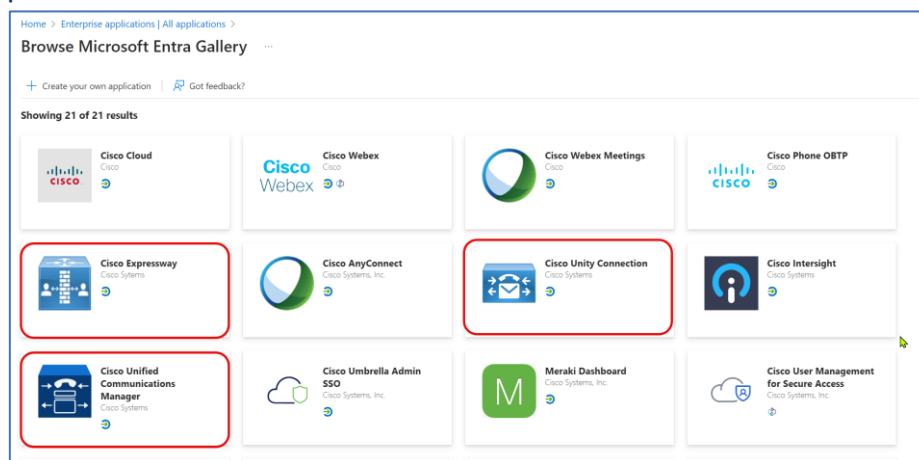 Home > Enterprise applications | All applications >
Browse Microsoft Entra Gallery ...
+ Create your own application | Got feedback?
Showing 21 of 21 results
Cisco Cloud
Cisco
CISCO
Cisco Webex
Cisco
Cisco
Webex
Cisco Webex Meetings
Cisco
Cisco Phone OBTP
Cisco
CISCO
Cisco Expressway
Cisco Sytems
Cisco AnyConnect
Cisco Systems, Inc.
Cisco Unity Connection
Cisco Systems
Cisco Intersight
Cisco Systems
Cisco Unified
Communications
Manager
Cisco Systems
Cisco Umbrella Admin
SSO
Cisco Systems, Inc.
M
Meraki Dashboard
Cisco Systems, Inc.
Cisco User Management
for Secure Access
Cisco Systems, Inc.